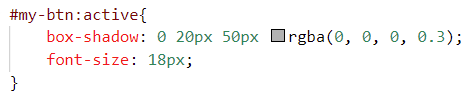 #my-btn:active{
    box-shadow: 0 20px 50px rgba(0, 0, 0, 0.3);
    font-size: 18px;
}